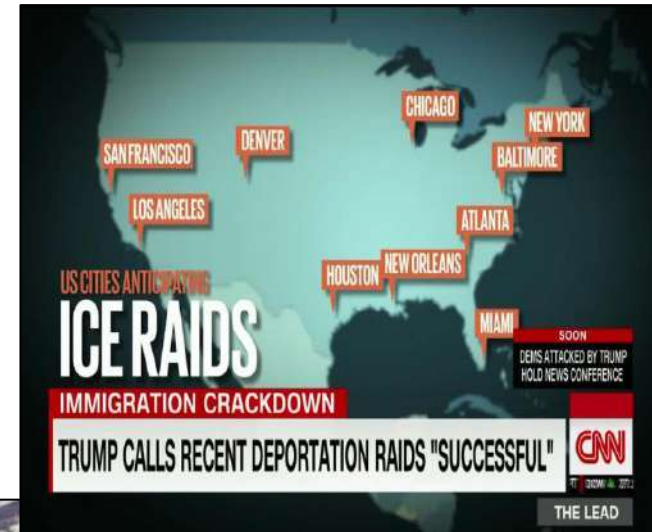 CHICAGO
NEW YORK
SAN FRANCISCO
DENVER
BALTIMORE
LOS ANGELES
ATLANTA
HOUSTON
NEW ORLEANS
MIAMI
US CITIES ANTICIPATING
ICE RAIDS
SOON
DEMS ATTACKED BY TRUMP
HOLD NEWS CONFERENCE
IMMIGRATION CRACKDOWN
TRUMP CALLS RECENT DEPORTATION RAIDS "SUCCESSFUL"
CNN
THE LEAD